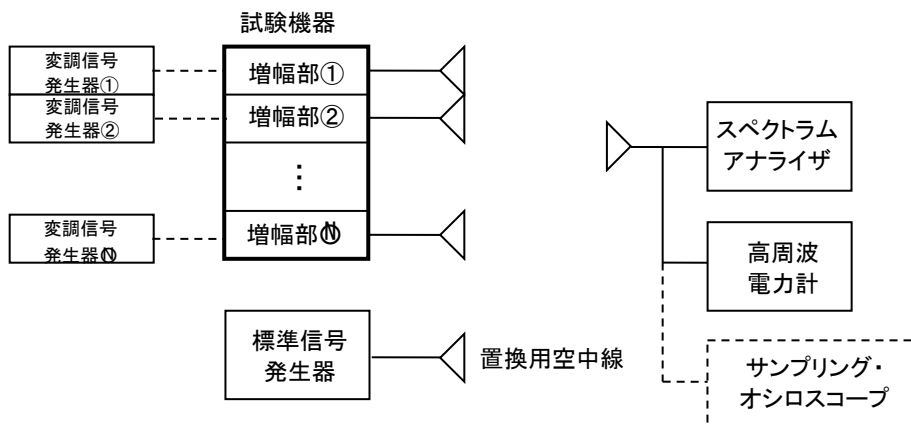 試験機器
変調信号
発生器①
増幅部①
変調信号
発生器②
増幅部②
⋮
変調信号
発生器Ⓝ
増幅部Ⓝ
スペクトラム
アナライザ
高周波
電力計
標準信号
発生器
置換用空中線
サンプリング・
オシロスコープ